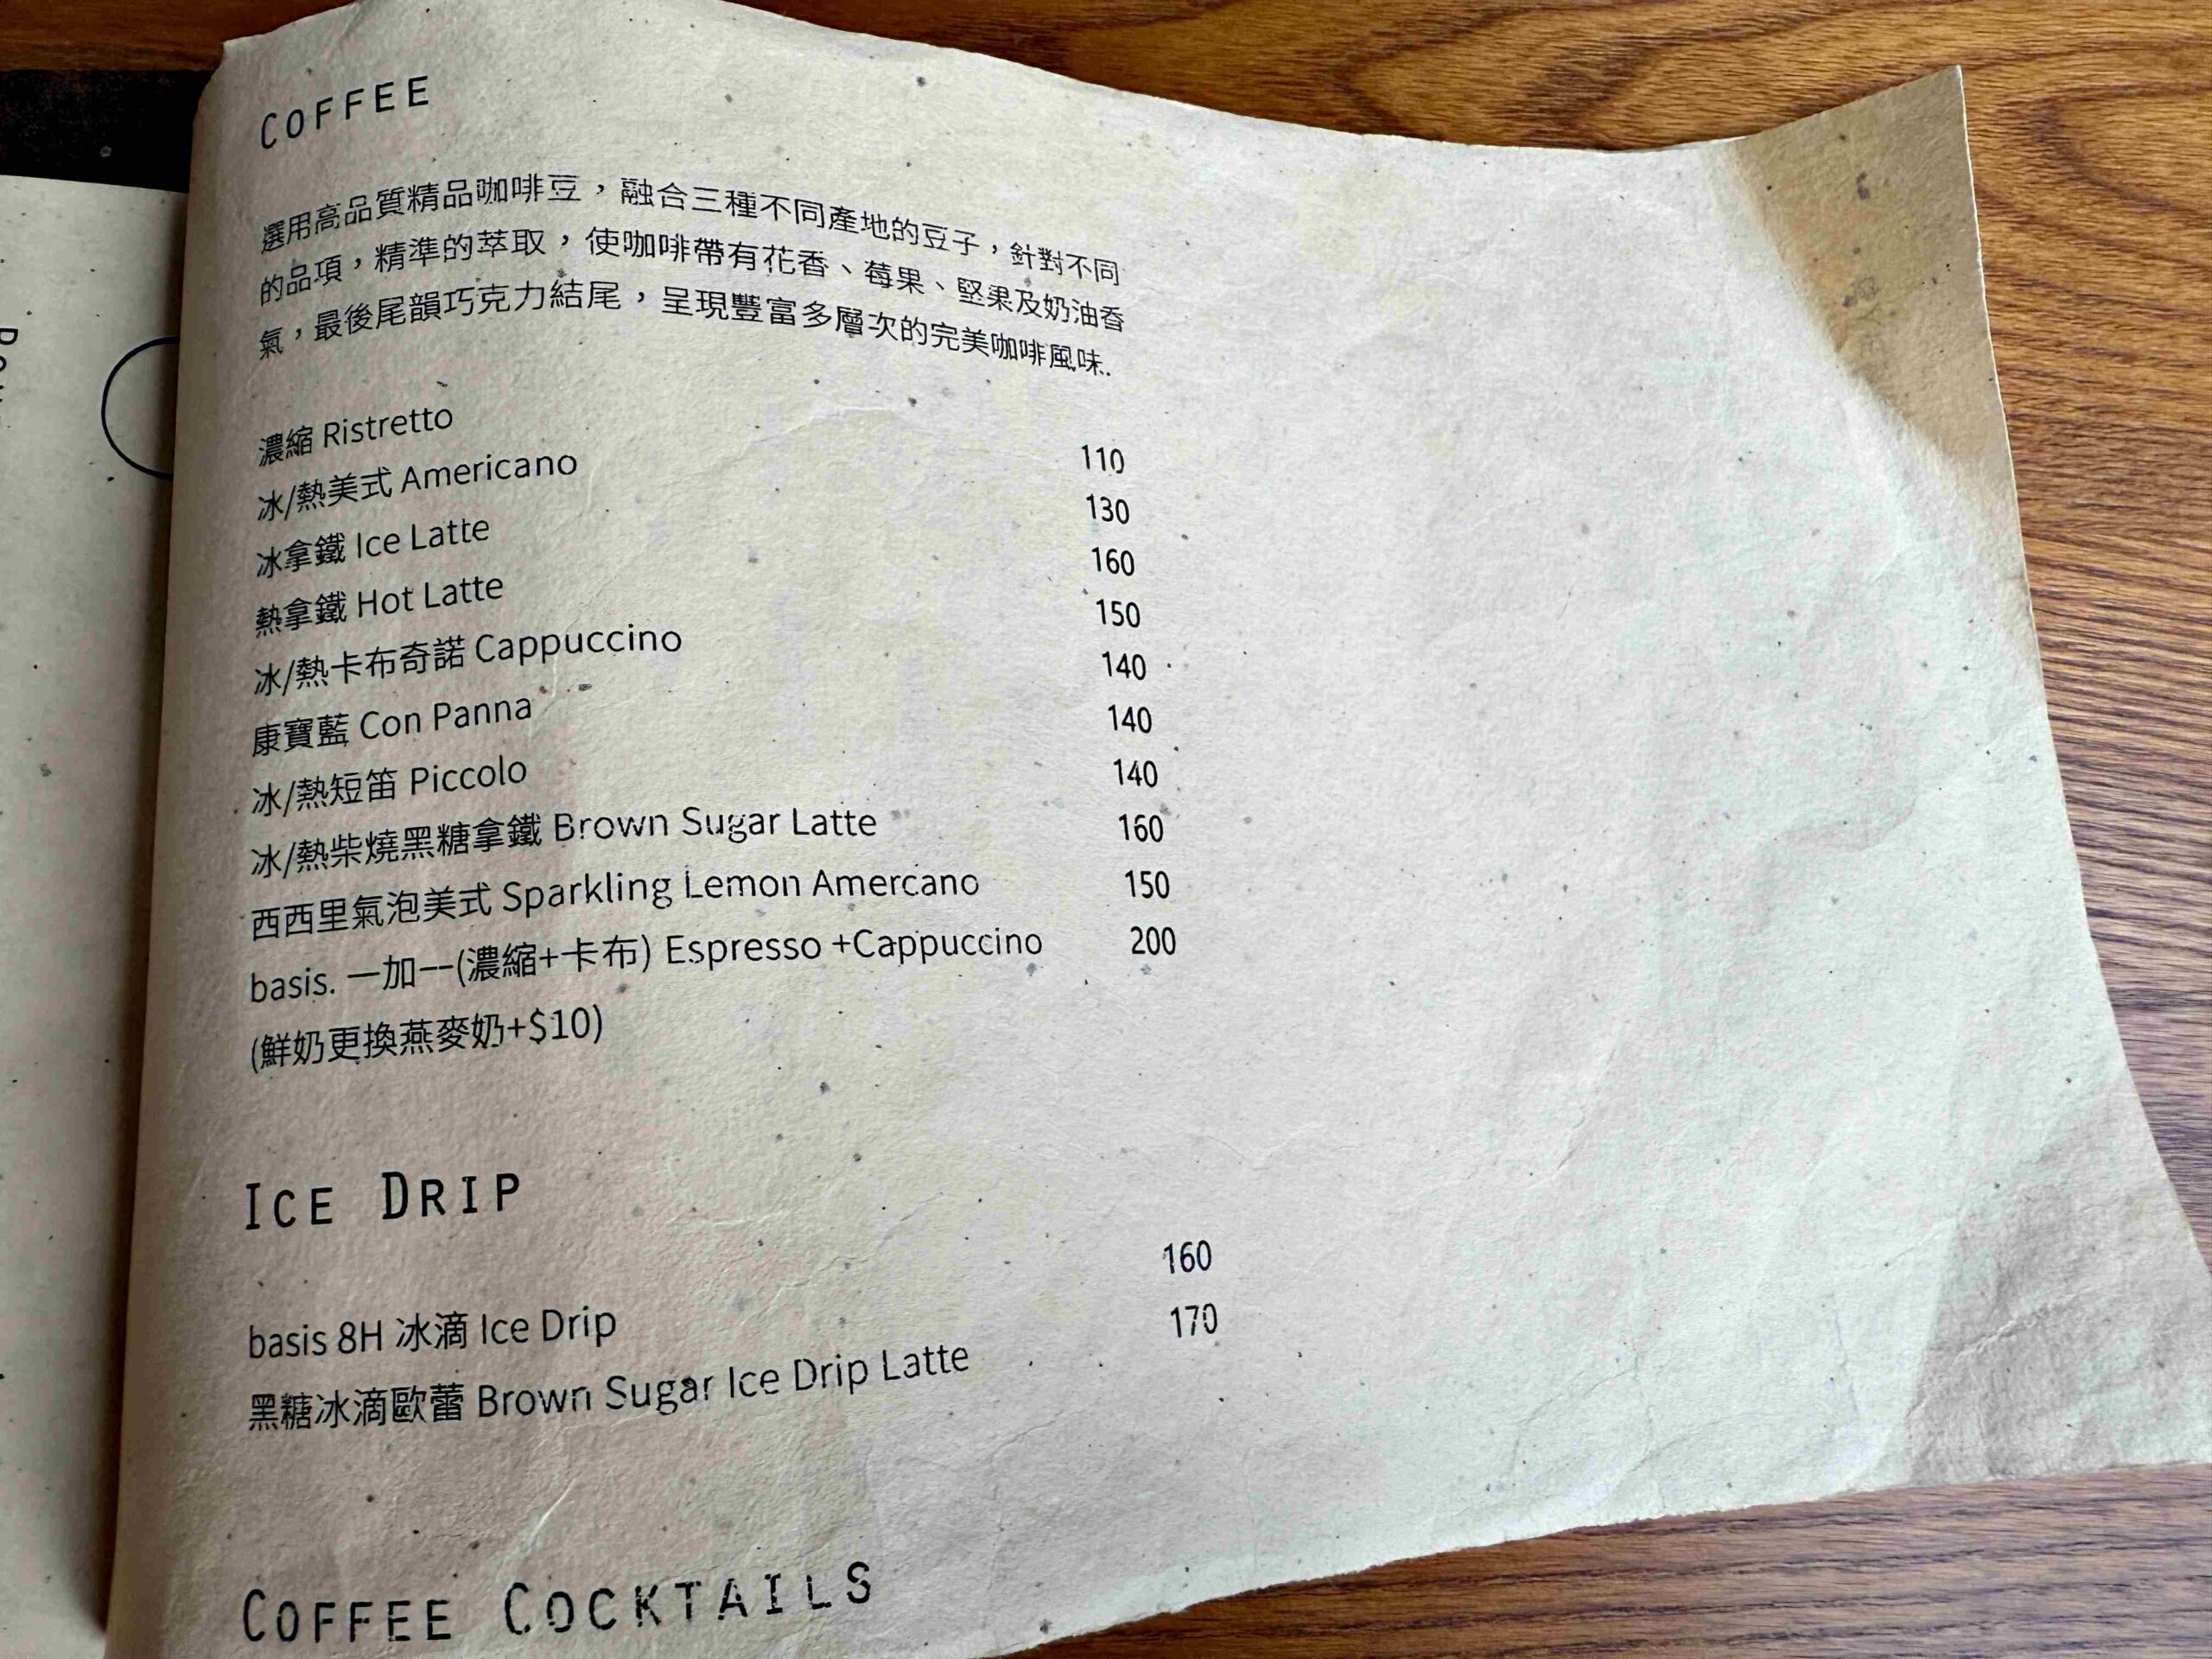 COFFEE
選用高品質精品咖啡豆，融合三種不同產地的豆子，針對不同
的品項，精準的萃取，使咖啡帶有花香、莓果、堅果及奶油香
氣，最後尾韻巧克力結尾，呈現豐富多層次的完美咖啡風味.
濃縮 Ristretto 110
冰/熱美式 Americano 130
冰拿鐵 Ice Latte 160
熱拿鐵 Hot Latte 150
冰/熱卡布奇諾 Cappuccino 140
康寶藍 Con Panna 140
冰/熱短笛 Piccolo 140
冰/熱柴燒黑糖拿鐵 Brown Sugar Latte 160
西西里氣泡美式 Sparkling Lemon Amercano 150
basis. 一加一–(濃縮+卡布) Espresso +Cappuccino 200
(鮮奶更換燕麥奶+$10)
ICE DRIP
basis 8H 冰滴 Ice Drip 160
黑糖冰滴歐蕾 Brown Sugar Ice Drip Latte 170
COFFEE COCKTAILS